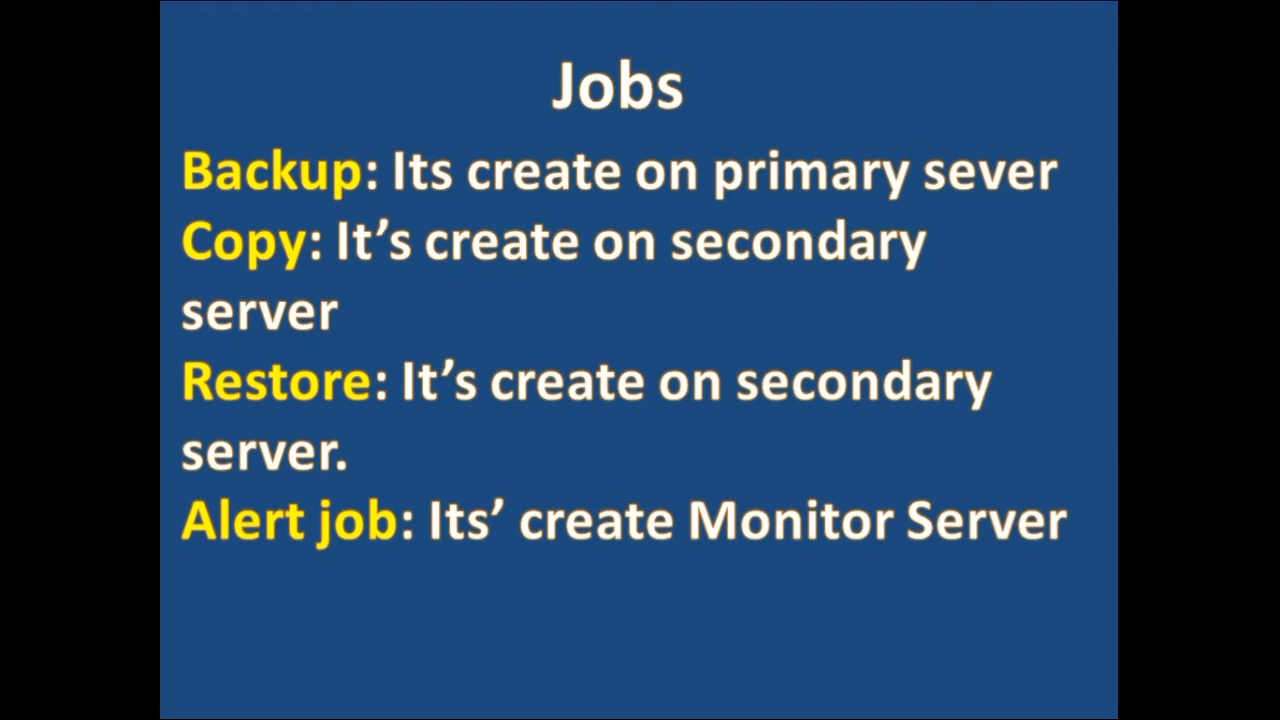 Jobs
Backup: Its create on primary sever
Copy: It’s create on secondary
server
Restore: It’s create on secondary
server.
Alert job: Its’ create Monitor Server